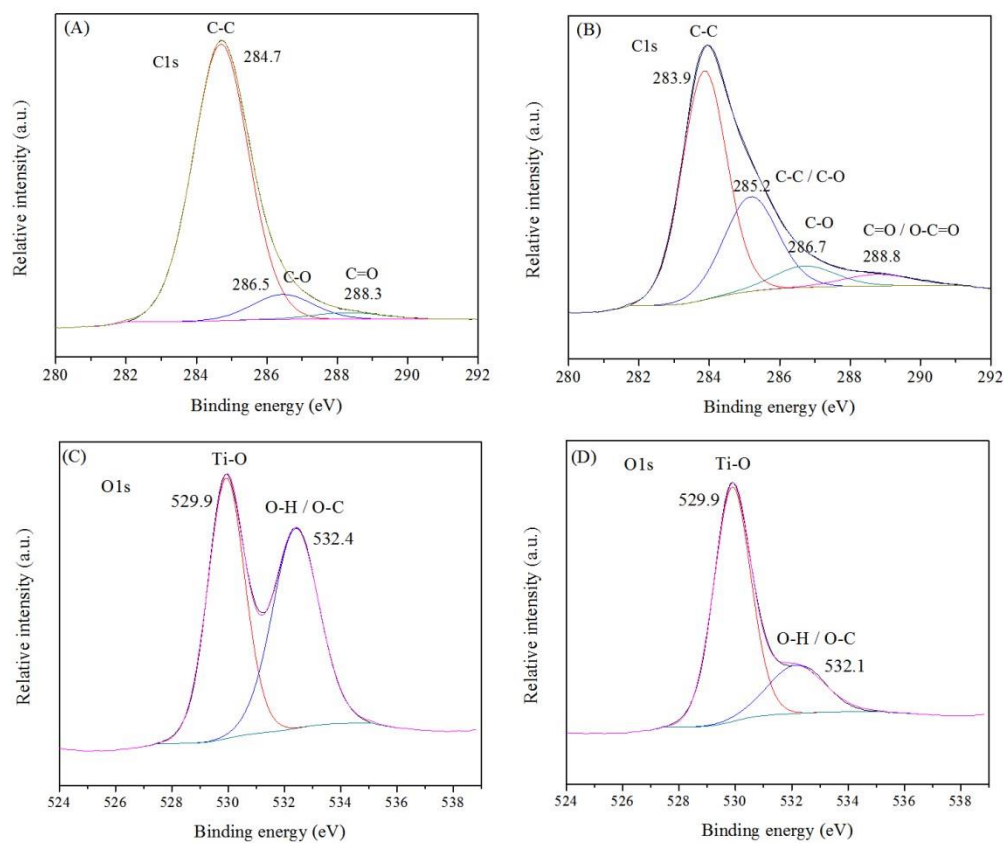 (A)
C-C
C1s
284.7
286.5
C-O
C=O
288.3
Relative intensity (a.u.)
280 282 284 286 288 290 292
Binding energy (eV)
(B)
C1s
C-C
283.9
C-C / C-O
285.2
C-O
286.7
C=O / O-C=O
288.8
Relative intensity (a.u.)
280 282 284 286 288 290 292
Binding energy (eV)
(C)
Ti-O
O1s
529.9
O-H / O-C
532.4
Relative intensity (a.u.)
524 526 528 530 532 534 536 538
Binding energy (eV)
(D)
O1s
Ti-O
529.9
O-H / O-C
532.1
Relative intensity (a.u.)
524 526 528 530 532 534 536 538
Binding energy (eV)